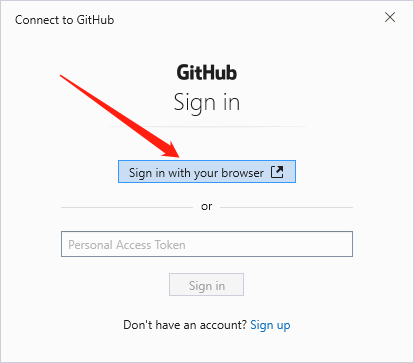 Connect to GitHub
GitHub
Sign in
Sign in with your browser
or
Personal Access Token
Sign in
Don't have an account? Sign up